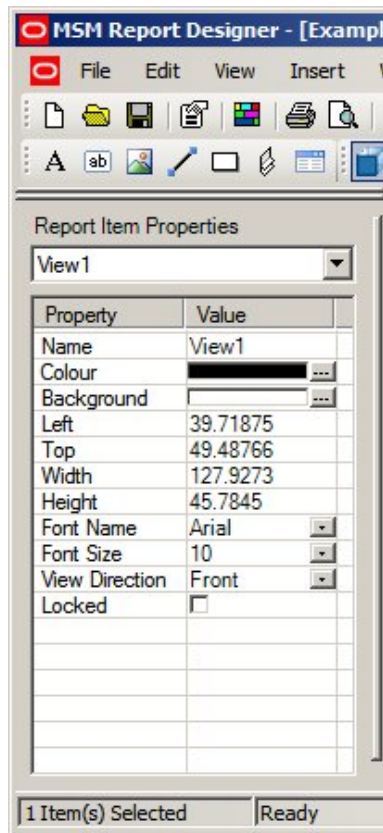 MSM Report Designer - [Exampl
File Edit View Insert
A ab
Report Item Properties
View1
Property Value
Name View1
Colour ...
Background ...
Left 39.71875
Top 49.48766
Width 127.9273
Height 45.7845
Font Name Arial
Font Size 10
View Direction Front
Locked
1 Item(s) Selected Ready